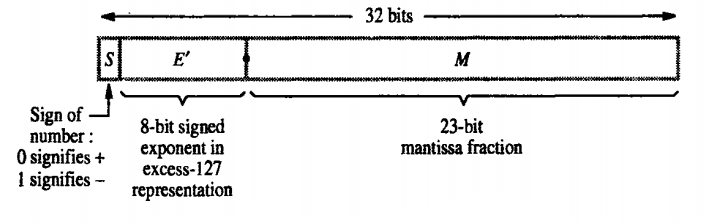 32 bits
S
E′
M
Sign of
number :
0 signifies +
1 signifies −
8-bit signed
exponent in
excess-127
representation
23-bit
mantissa fraction